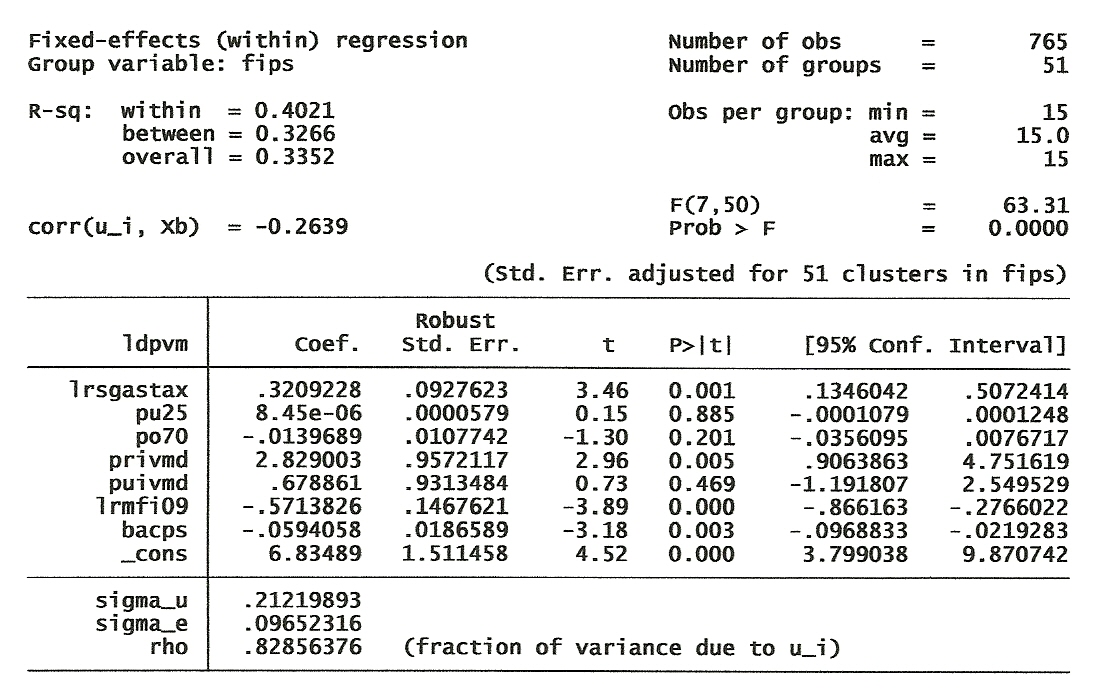 Fixed-effects (within) regression Number of obs = 765
Group variable: fips Number of groups = 51
R-sq: within = 0.4021 Obs per group: min = 15
between = 0.3266 avg = 15.0
overall = 0.3352 max = 15
F(7,50) = 63.31
corr(u_i, Xb) = -0.2639 Prob > F = 0.0000
(Std. Err. adjusted for 51 clusters in fips)
Robust
ldpvm Coef. Std. Err. t P>|t| [95% Conf. Interval]
lrsgastax .3209228 .0927623 3.46 0.001 .1346042 .5072414
pu25 8.45e-06 .0000579 0.15 0.885 -.0001079 .0001248
po70 -.0139689 .0107742 -1.30 0.201 -.0356095 .0076717
privmd 2.829003 .9572117 2.96 0.005 .9063863 4.751619
puivmd .678861 .9313484 0.73 0.469 -1.191807 2.549529
lrmfi09 -.5713826 .1467621 -3.89 0.000 -.866163 -.2766022
bacps -.0594058 .0186589 -3.18 0.003 -.0968833 -.0219283
_cons 6.83489 1.511458 4.52 0.000 3.799038 9.870742
sigma_u .21219893
sigma_e .09652316
rho .82856376 (fraction of variance due to u_i)